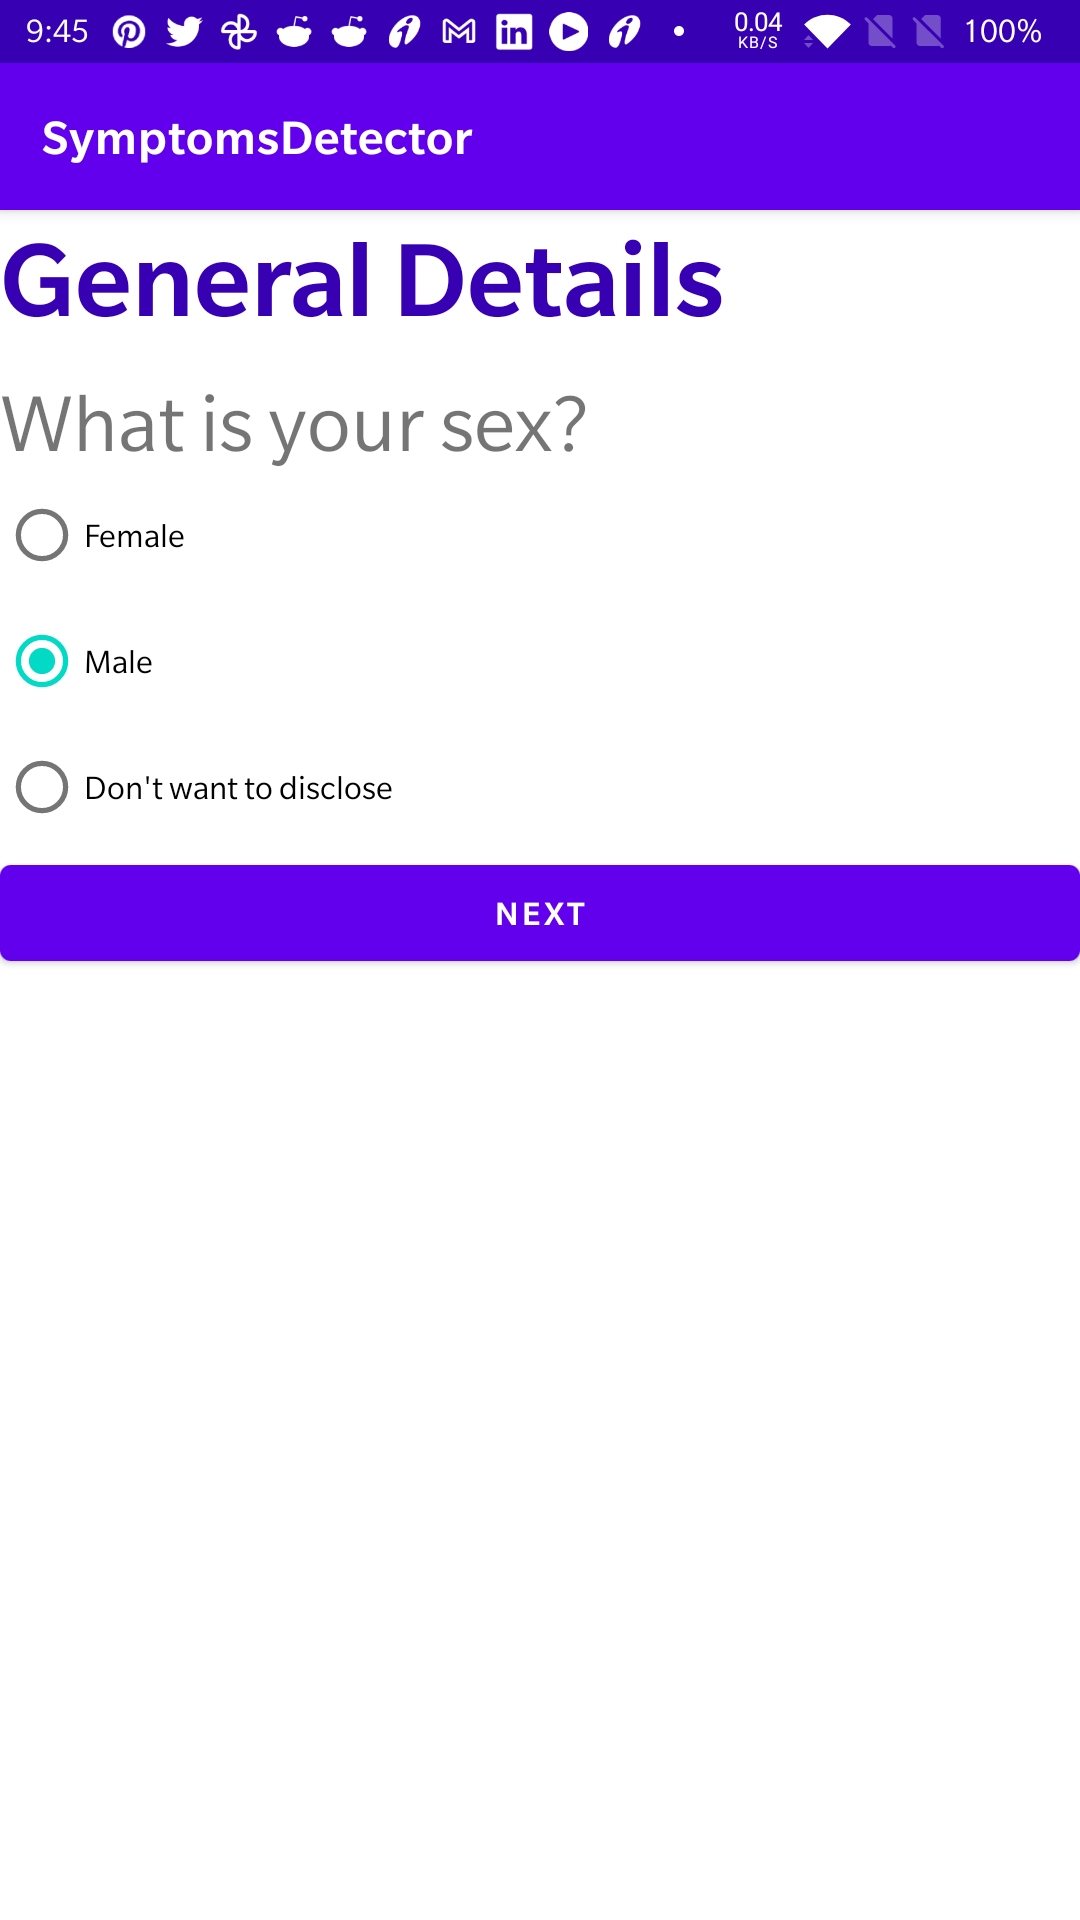 9:45 0.04 KB/S 100%
SymptomsDetector
General Details
What is your sex?
Female
Male
Don't want to disclose
NEXT